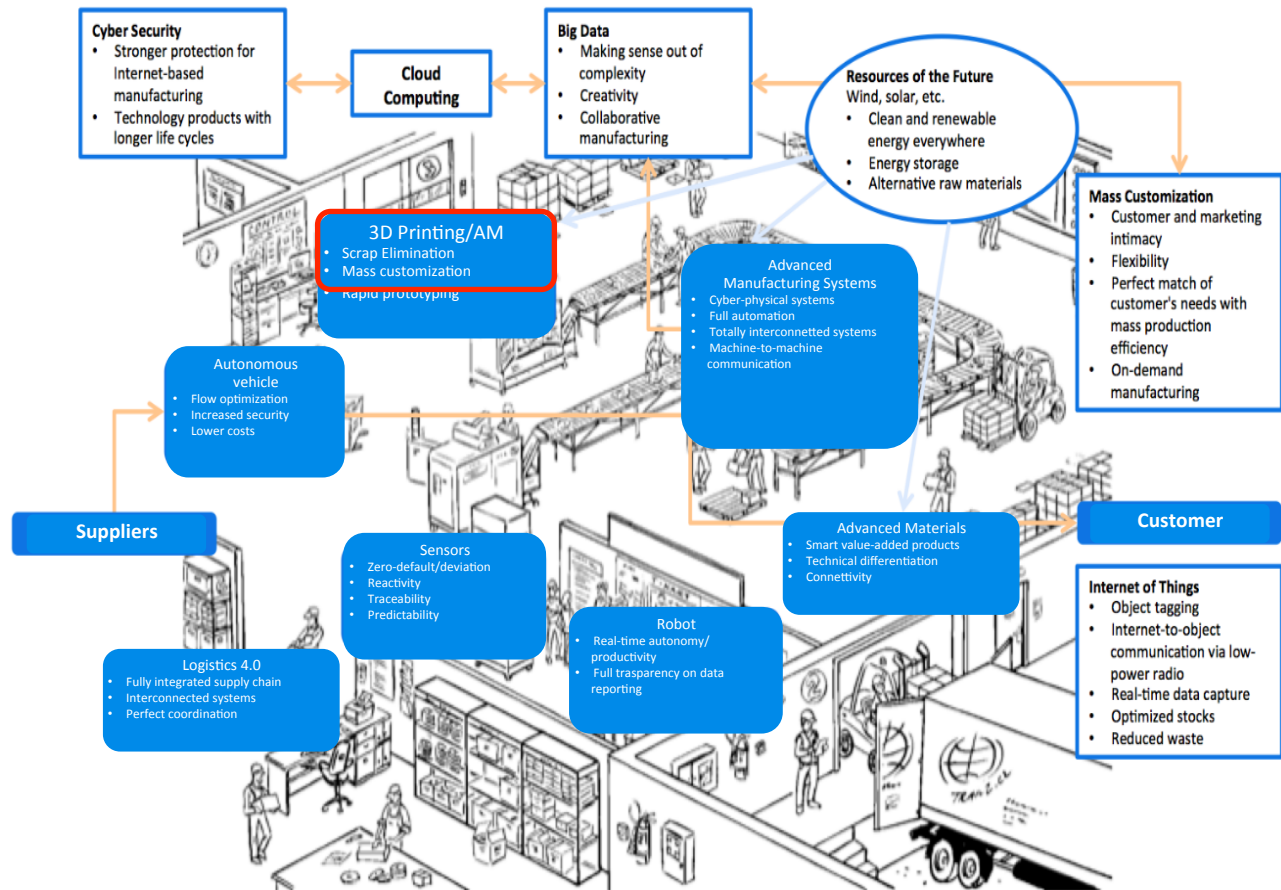 Cyber Security
• Stronger protection for
Internet-based
manufacturing
• Technology products with
longer life cycles
Cloud
Computing
Big Data
• Making sense out of
complexity
• Creativity
• Collaborative
manufacturing
Resources of the Future
Wind, solar, etc.
• Clean and renewable
energy everywhere
• Energy storage
• Alternative raw materials
Mass Customization
• Customer and marketing
intimacy
• Flexibility
• Perfect match of
customer's needs with
mass production
efficiency
• On-demand
manufacturing
CONTROL
3D Printing/AM
• Scrap Elimination
• Mass customization
• Rapid prototyping
Advanced
Manufacturing Systems
• Cyber-physical systems
• Full automation
• Totally interconnetted systems
• Machine-to-machine
communication
Autonomous
vehicle
• Flow optimization
• Increased security
• Lower costs
Suppliers
Sensors
• Zero-default/deviation
• Reactivity
• Traceability
• Predictability
Advanced Materials
• Smart value-added products
• Technical differentiation
• Connettivity
Customer
Robot
• Real-time autonomy/
productivity
• Full trasparency on data
reporting
Logistics 4.0
• Fully integrated supply chain
• Interconnected systems
• Perfect coordination
Internet of Things
• Object tagging
• Internet-to-object
communication via low-
power radio
• Real-time data capture
• Optimized stocks
• Reduced waste